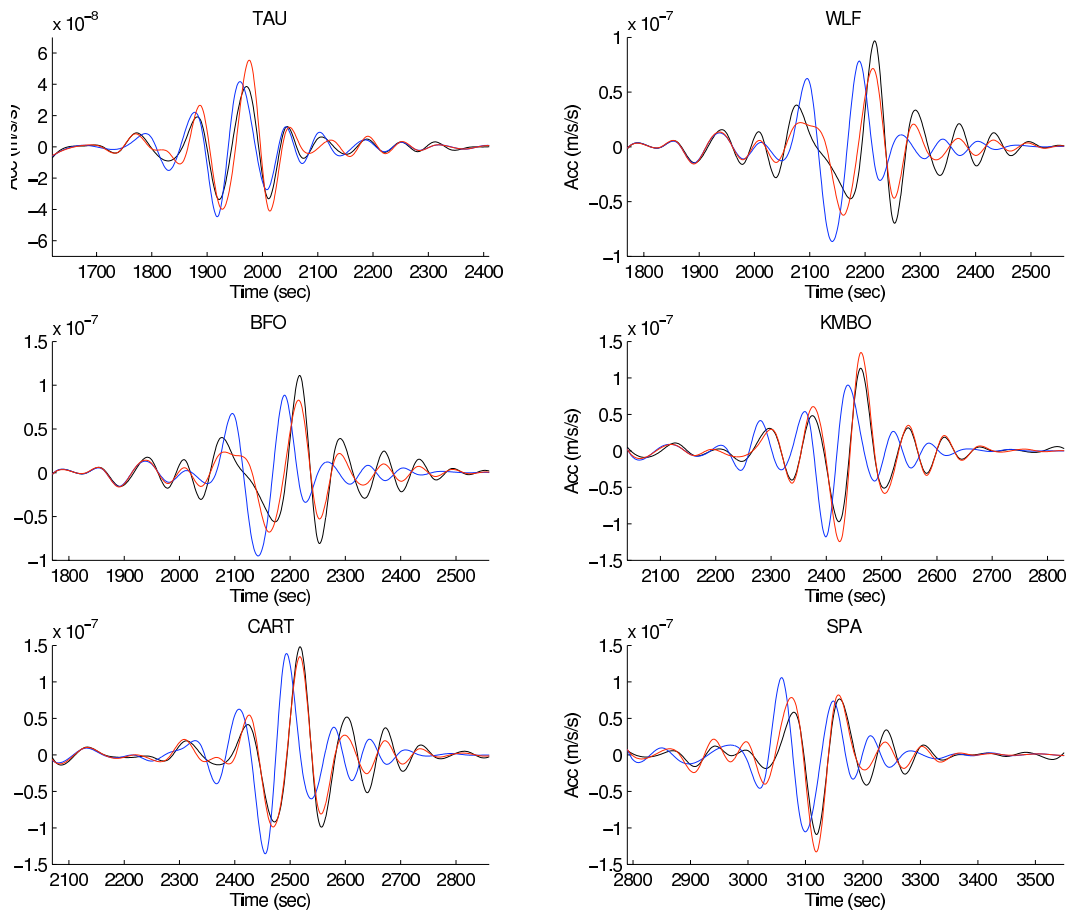 x 10⁻⁸
TAU
6
4
2
0
−2
−4
−6
Acc (m/s/s)
1700 1800 1900 2000 2100 2200 2300 2400
Time (sec)
x 10⁻⁷
WLF
1
0.5
0
−0.5
−1
Acc (m/s/s)
1800 1900 2000 2100 2200 2300 2400 2500
Time (sec)
x 10⁻⁷
BFO
1.5
1
0.5
0
−0.5
−1
1800 1900 2000 2100 2200 2300 2400 2500
Time (sec)
x 10⁻⁷
KMBO
1.5
1
0.5
0
−0.5
−1
−1.5
Acc (m/s/s)
2100 2200 2300 2400 2500 2600 2700 2800
Time (sec)
x 10⁻⁷
CART
1.5
1
0.5
0
−0.5
−1
−1.5
2100 2200 2300 2400 2500 2600 2700 2800
Time (sec)
x 10⁻⁷
SPA
1.5
1
0.5
0
−0.5
−1
−1.5
Acc (m/s/s)
2800 2900 3000 3100 3200 3300 3400 3500
Time (sec)